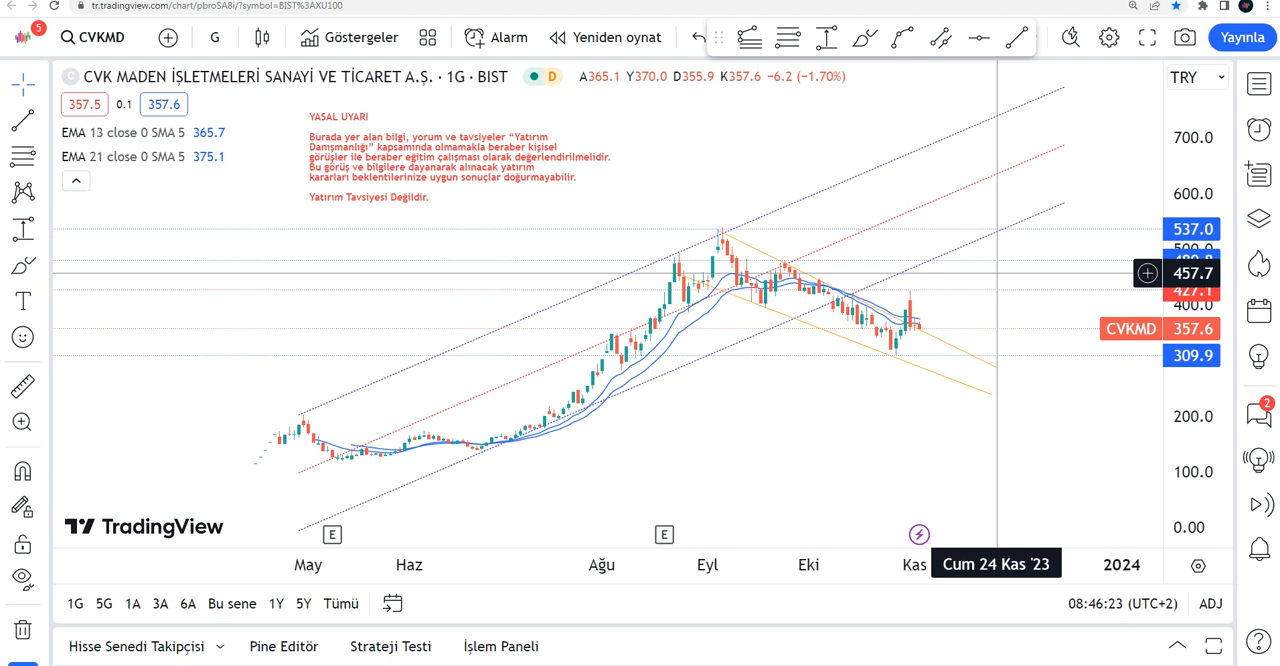 tr.tradingview.com/chart/pbroSA8i/?symbol=BIST%3AXU100
5
CVKMD
G
Göstergeler
Alarm
Yeniden oynat
Yayınla
C CVK MADEN İŞLETMELERİ SANAYİ VE TİCARET A.Ş. · 1G · BIST D A365.1 Y370.0 D355.9 K357.6 −6.2 (−1.70%)
TRY
357.5 0.1 357.6
EMA 13 close 0 SMA 5 365.7
EMA 21 close 0 SMA 5 375.1
YASAL UYARI
Burada yer alan bilgi, yorum ve tavsiyeler “Yatırım
Danışmanlığı” kapsamında olmamakla beraber kişisel
görüşler ile beraber eğitim çalışması olarak değerlendirilmelidir.
Bu görüş ve bilgilere dayanarak alınacak yatırım
kararları beklentilerinize uygun sonuçlar doğurmayabilir.
Yatırım Tavsiyesi Değildir.
700.0
600.0
537.0
457.7
427.1
400.0
CVKMD 357.6
309.9
200.0
100.0
0.00
2
TradingView
E
E
May
Haz
Ağu
Eyl
Eki
Kas
Cum 24 Kas '23
2024
1G 5G 1A 3A 6A Bu sene 1Y 5Y Tümü
08:46:23 (UTC+2) ADJ
Hisse Senedi Takipçisi Pine Editör Strateji Testi İşlem Paneli